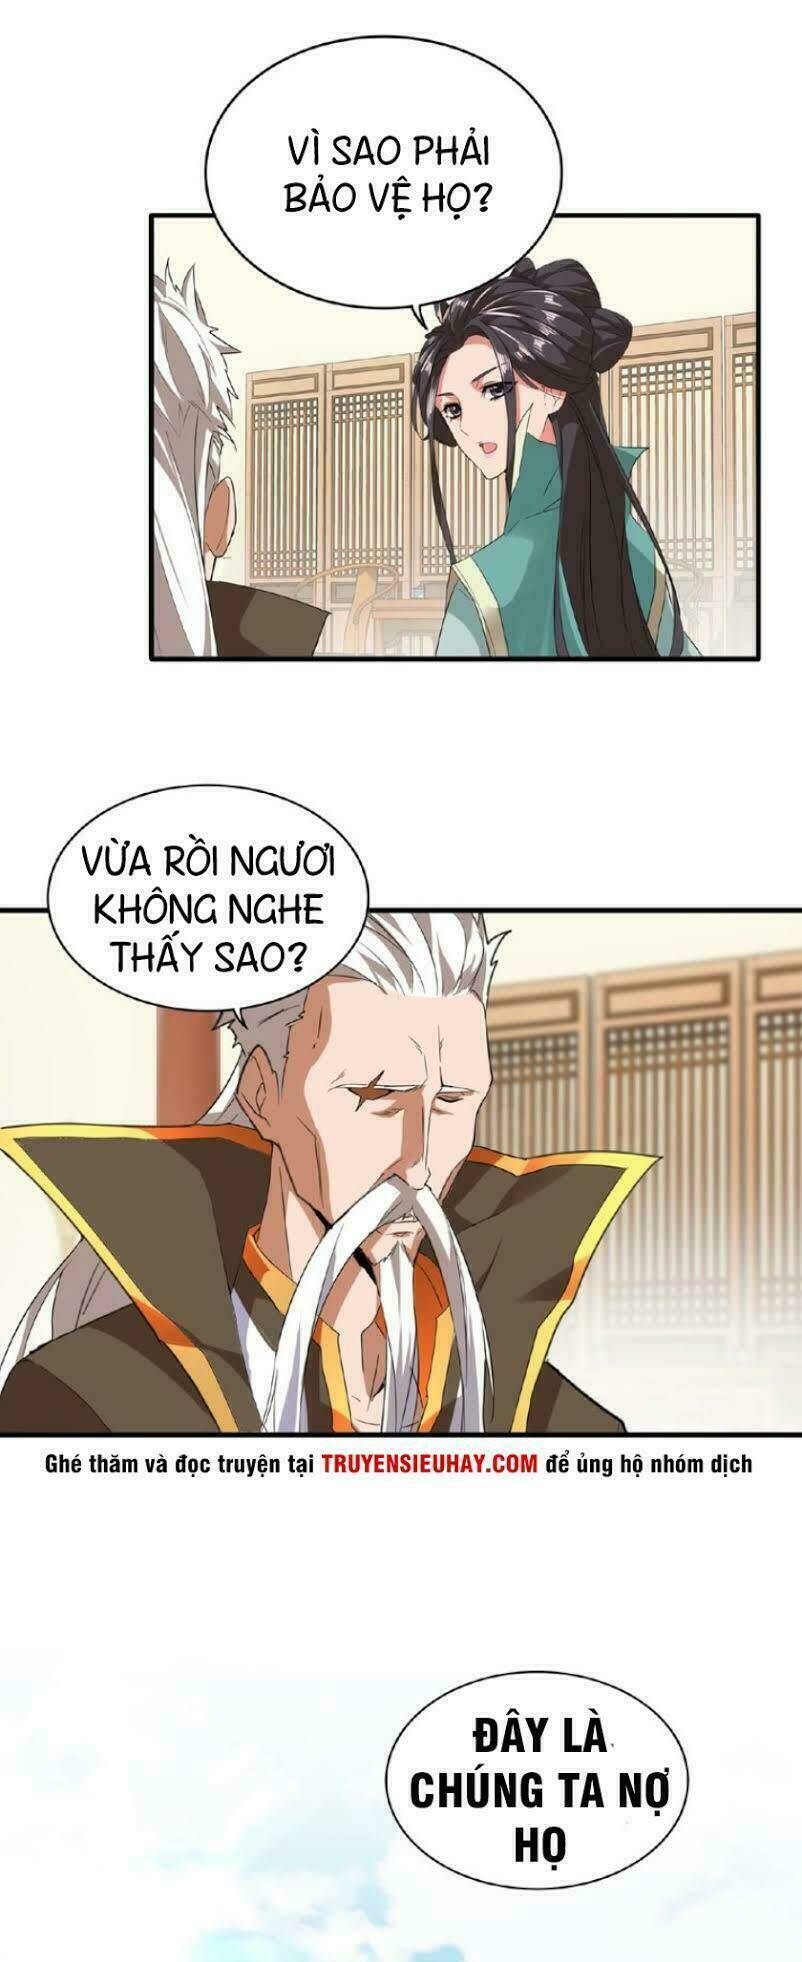 VÌ SAO PHẢI
BẢO VỆ HỌ?
VỪA RỒI NGƯƠI
KHÔNG NGHE
THẤY SAO?
Ghé thăm và đọc truyện tại TRUYENSIEUHAY.COM để ủng hộ nhóm dịch
ĐÂY LÀ
CHÚNG TA NỢ
HỌ